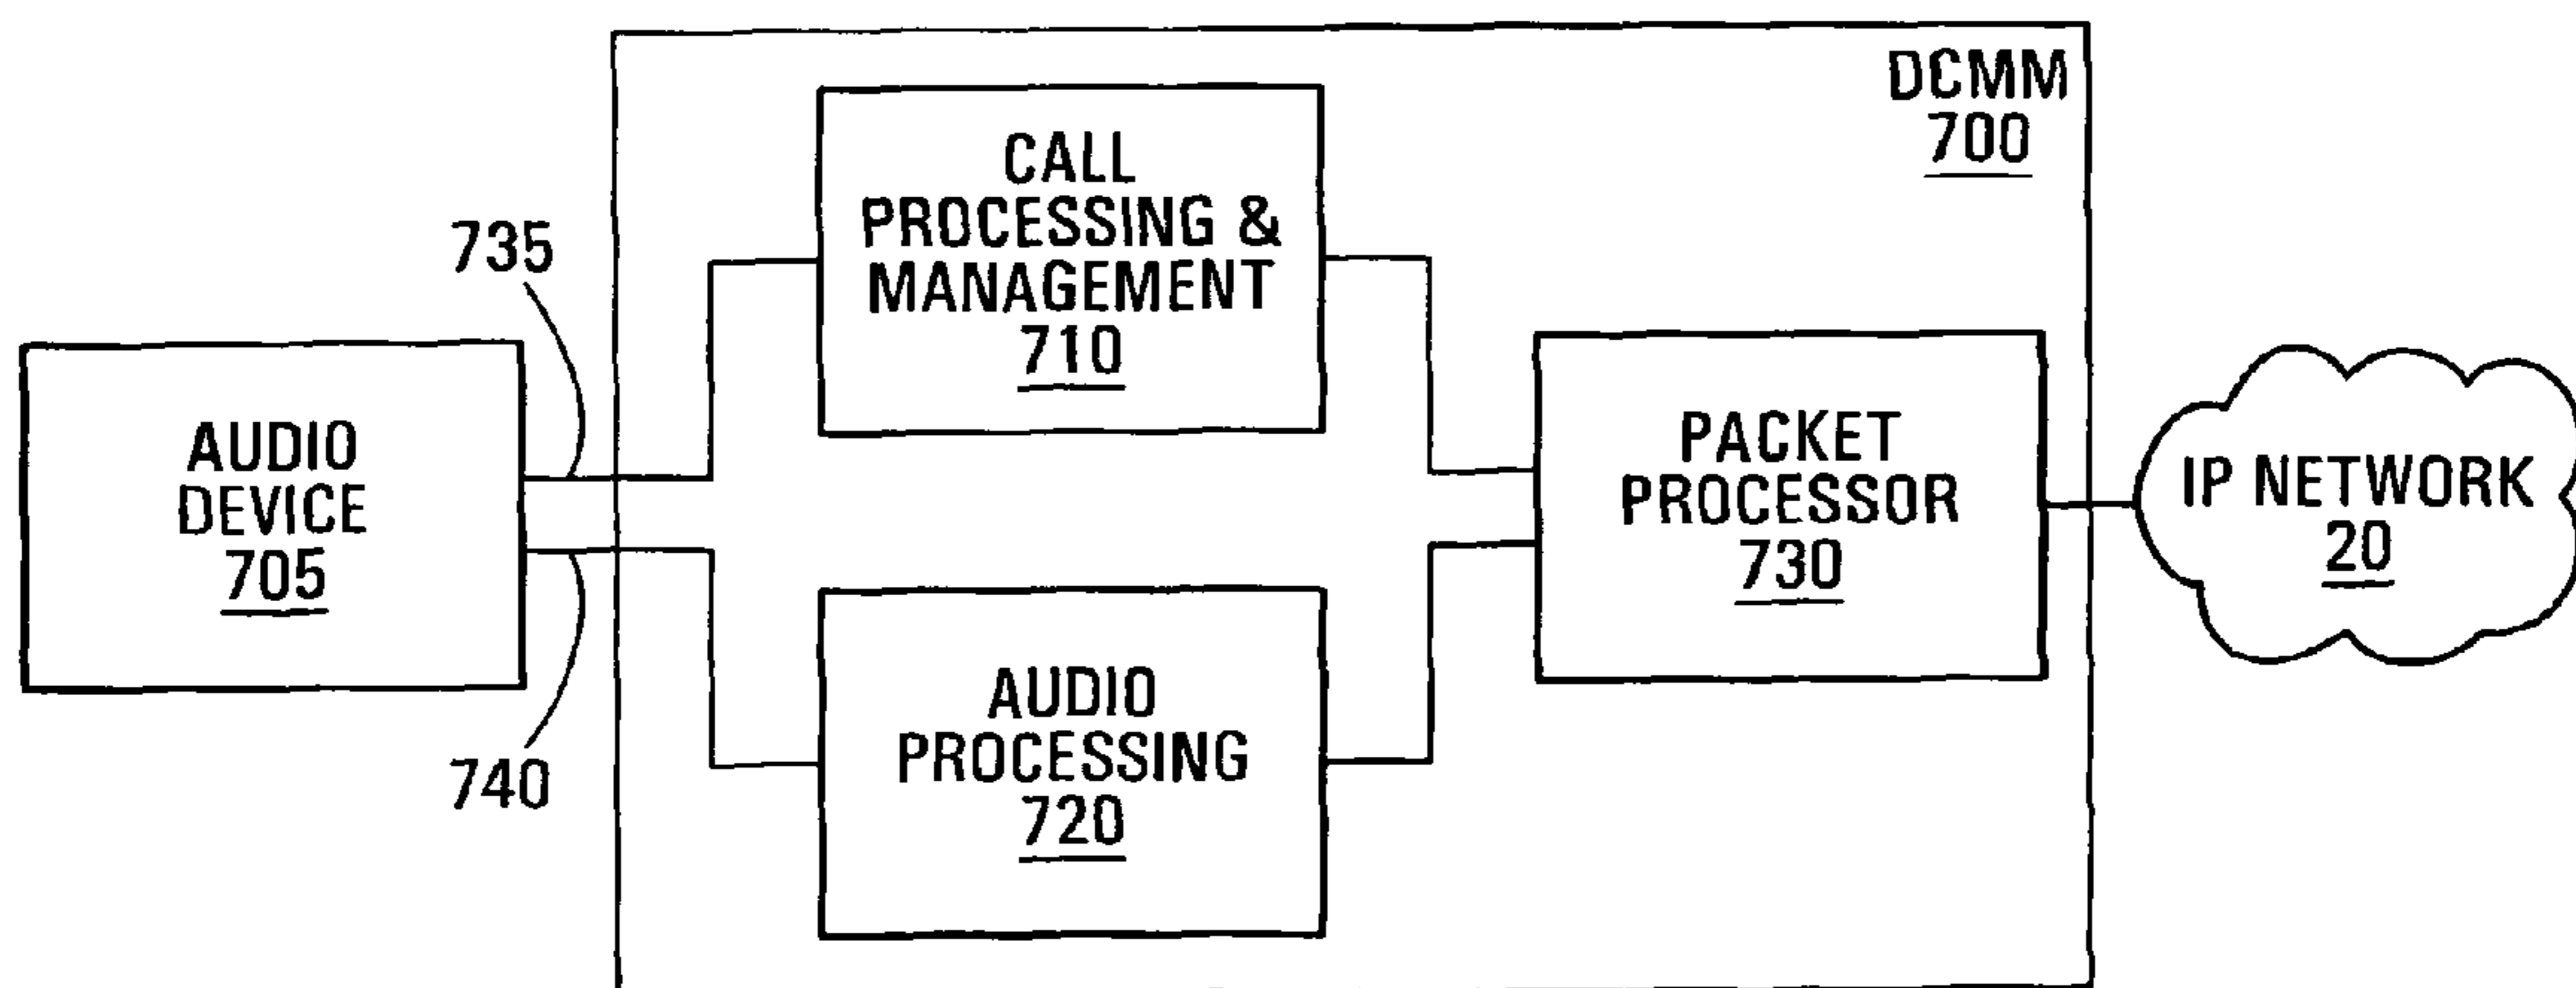 DCMM
700
CALL
PROCESSING &
MANAGEMENT
710
735
AUDIO
DEVICE
705
740
AUDIO
PROCESSING
720
PACKET
PROCESSOR
730
IP NETWORK
20